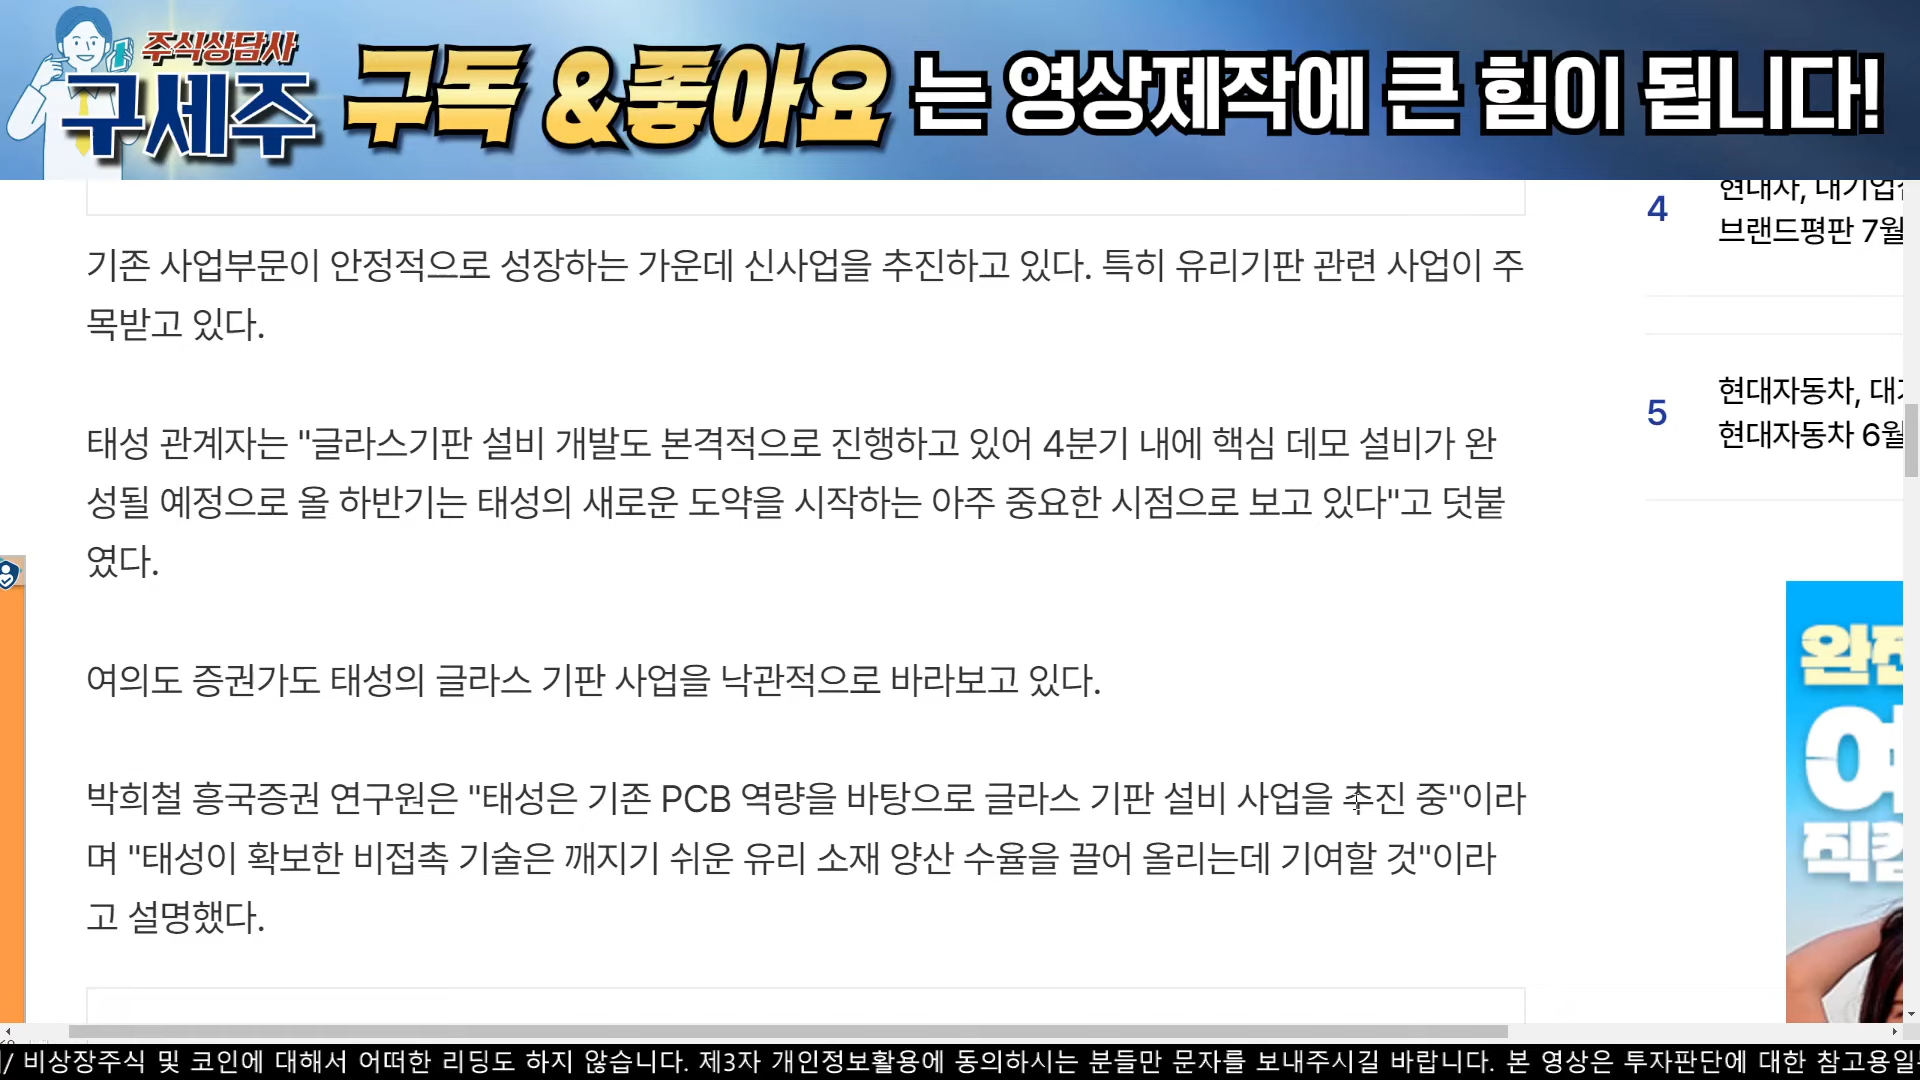 주식상담사
구세주
구독 &좋아요 는 영상제작에 큰 힘이 됩니다!
기존 사업부문이 안정적으로 성장하는 가운데 신사업을 추진하고 있다. 특히 유리기판 관련 사업이 주
목받고 있다.
태성 관계자는 "글라스기판 설비 개발도 본격적으로 진행하고 있어 4분기 내에 핵심 데모 설비가 완
성될 예정으로 올 하반기는 태성의 새로운 도약을 시작하는 아주 중요한 시점으로 보고 있다"고 덧붙
였다.
여의도 증권가도 태성의 글라스 기판 사업을 낙관적으로 바라보고 있다.
박희철 흥국증권 연구원은 "태성은 기존 PCB 역량을 바탕으로 글라스 기판 설비 사업을 추진 중"이라
며 "태성이 확보한 비접촉 기술은 깨지기 쉬운 유리 소재 양산 수율을 끌어 올리는데 기여할 것"이라
고 설명했다.
4
현대차, 대기업
브랜드평판 7월
5
현대자동차, 대
현대자동차 6월
/ 비상장주식 및 코인에 대해서 어떠한 리딩도 하지 않습니다. 제3자 개인정보활용에 동의하시는 분들만 문자를 보내주시길 바랍니다. 본 영상은 투자판단에 대한 참고용일